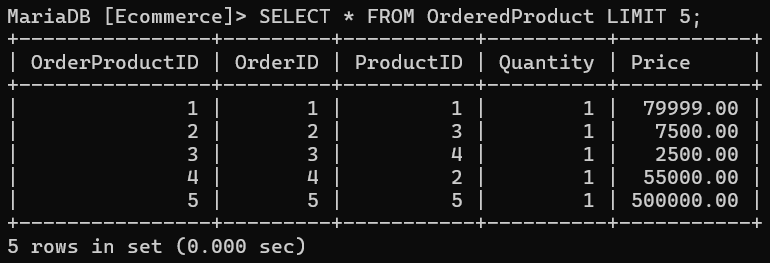 MariaDB [Ecommerce]> SELECT * FROM OrderedProduct LIMIT 5;
+----------------+---------+-----------+----------+-----------+
| OrderProductID | OrderID | ProductID | Quantity | Price     |
+----------------+---------+-----------+----------+-----------+
|              1 |       1 |         1 |        1 |  79999.00 |
|              2 |       2 |         3 |        1 |   7500.00 |
|              3 |       3 |         4 |        1 |   2500.00 |
|              4 |       4 |         2 |        1 |  55000.00 |
|              5 |       5 |         5 |        1 | 500000.00 |
+----------------+---------+-----------+----------+-----------+
5 rows in set (0.000 sec)